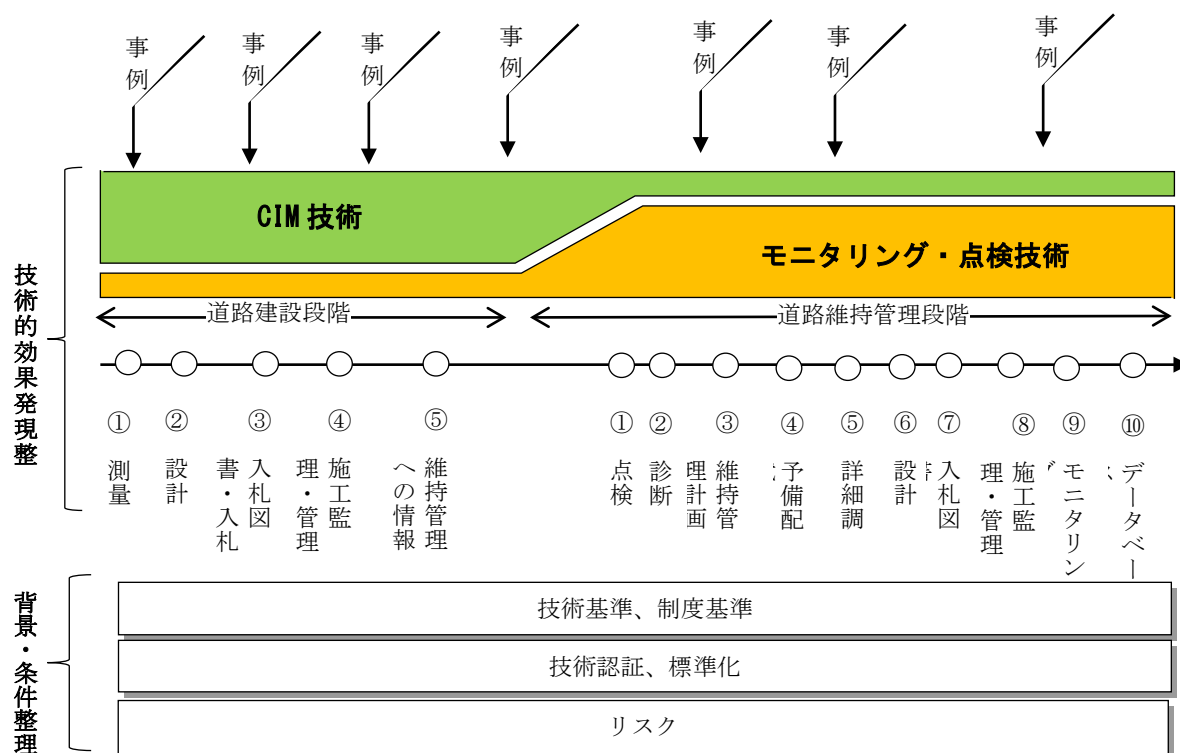 事例
事例
事例
事例
事例
事例
事例
CIM 技術
モニタリング・点検技術
技術的効果発現整
道路建設段階
道路維持管理段階
①
測量
②
設計
③
入札図
書・入札
④
施工監
理・管理
⑤
維持管理
への情報
①
点検
②
診断
③
維持管
理計画
④
予備配
⑤
詳細調
⑥
設計
⑦
入札図
⑧
施工監
理・管理
⑨
モニタリン
⑩
データベー
背景・条件整理
技術基準、制度基準
技術認証、標準化
リスク